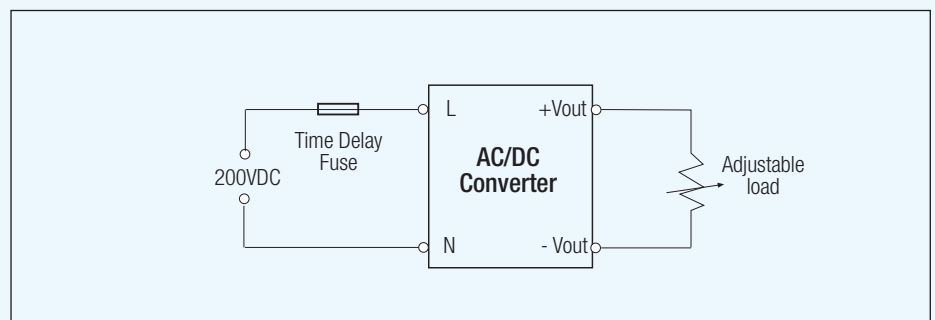 L
+Vout
Time Delay
Fuse
AC/DC
Converter
Adjustable
load
200VDC
N
- Vout